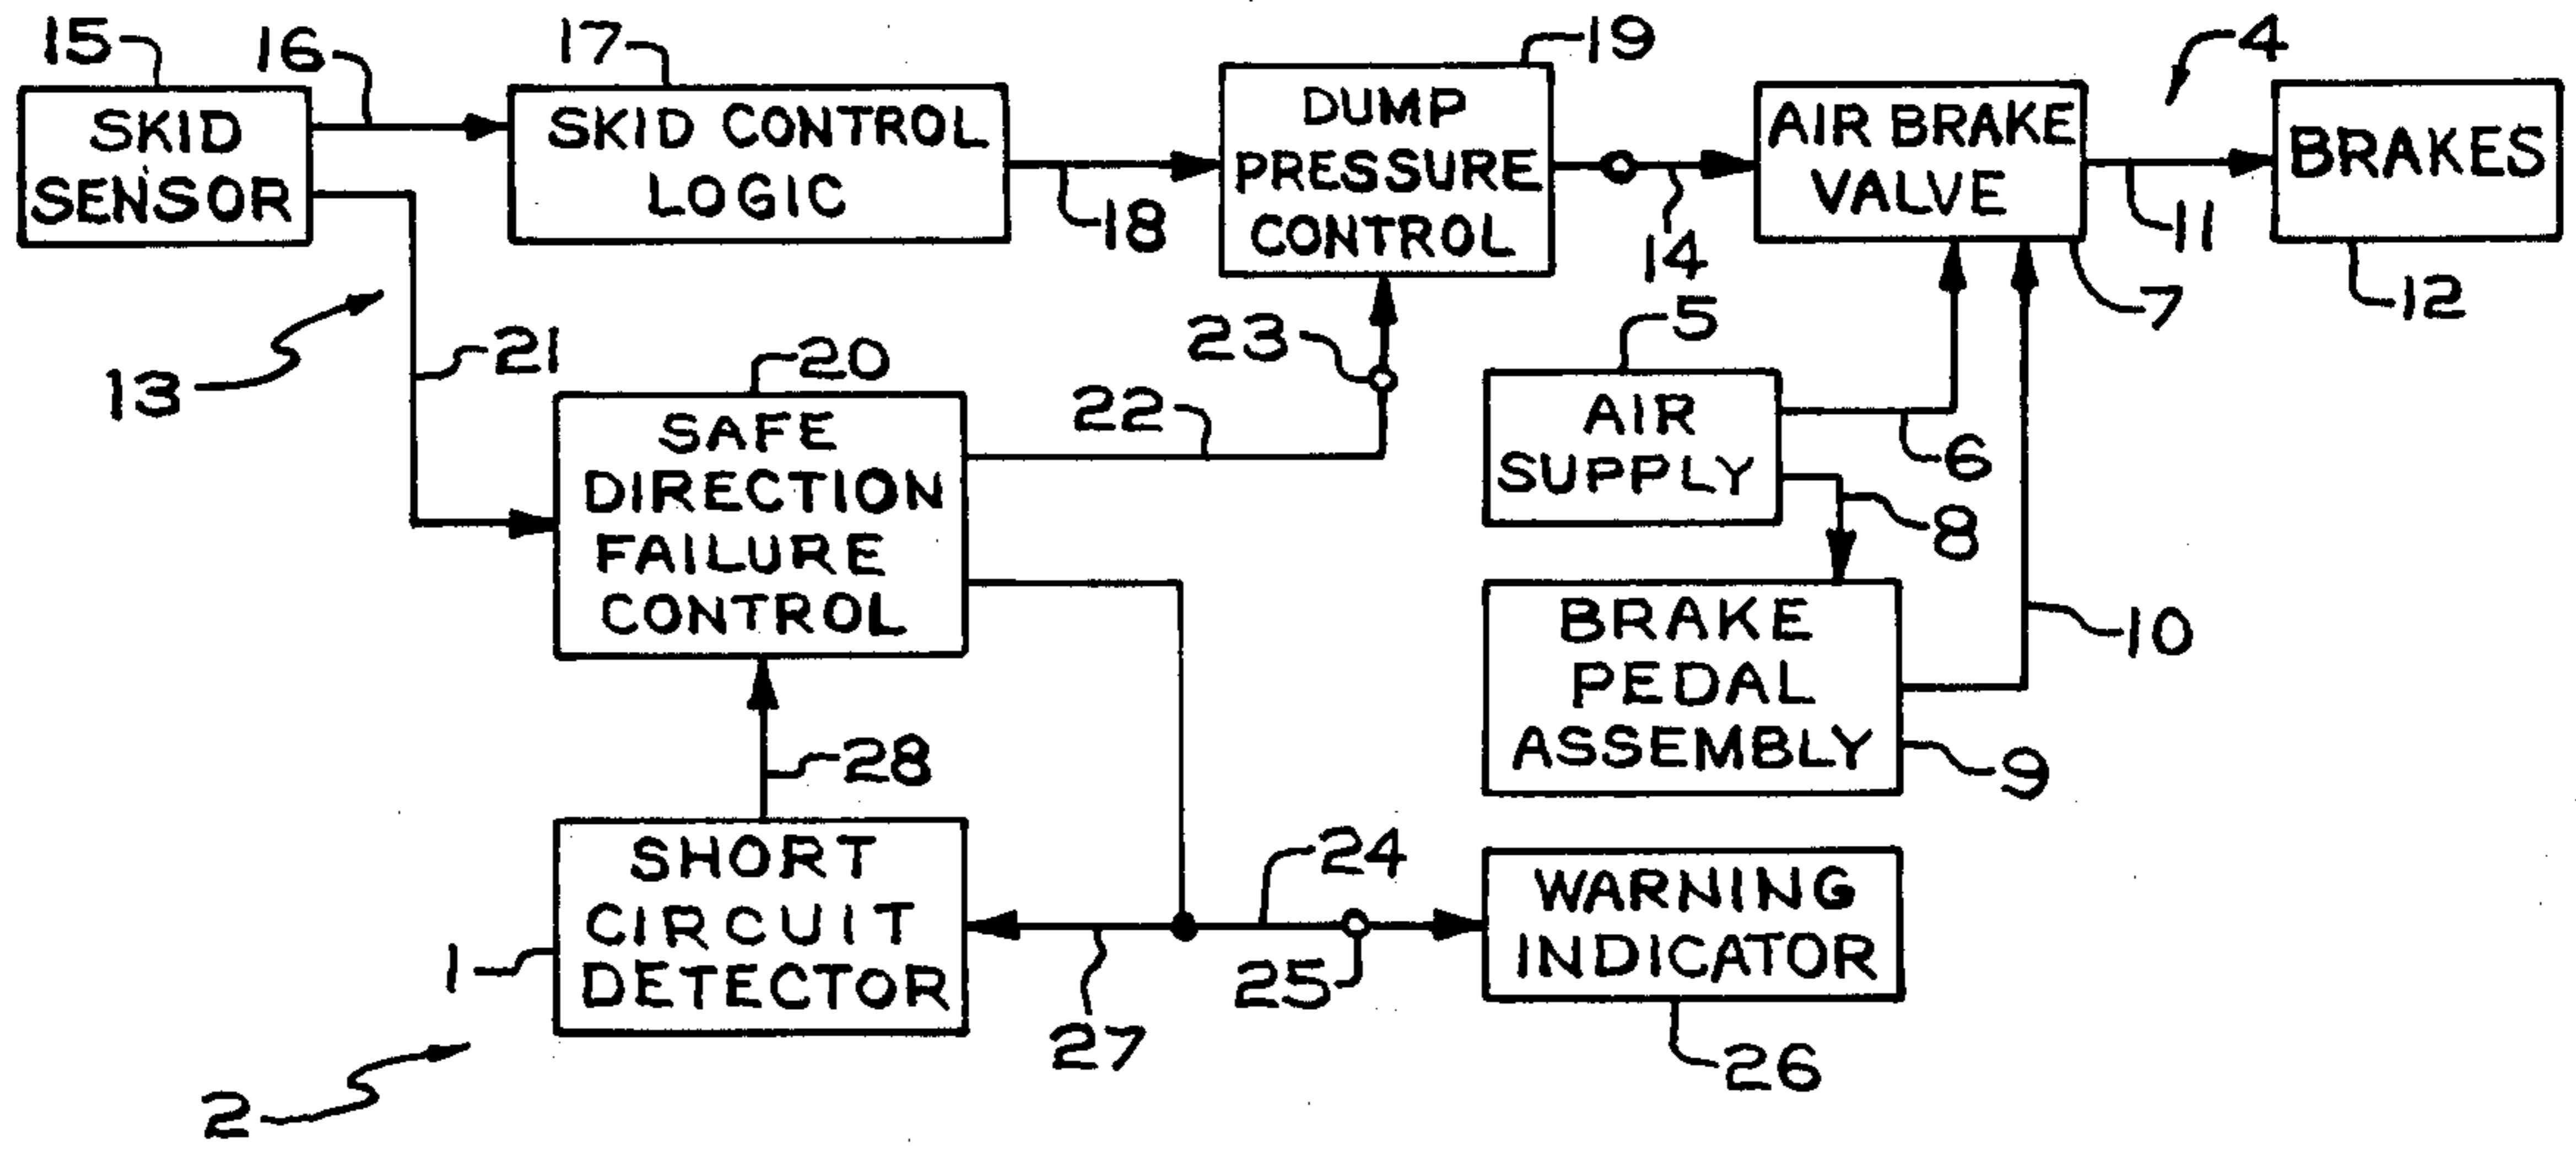 15
16
17
19
4
SKID
SENSOR
SKID CONTROL
LOGIC
DUMP
PRESSURE
CONTROL
AIR BRAKE
VALVE
BRAKES
18
14
11
7
12
13
21
20
23
22
5
SAFE
DIRECTION
FAILURE
CONTROL
AIR
SUPPLY
6
8
10
BRAKE
PEDAL
ASSEMBLY
9
28
1
SHORT
CIRCUIT
DETECTOR
24
25
27
WARNING
INDICATOR
26
2